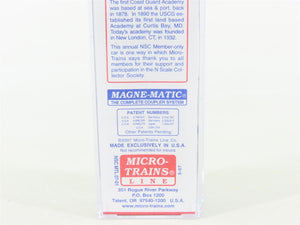 The first Coast Guard Academy
was based at sea & port, back in
1878. In 1890 the USCG es-
tablished its first land based
Academy at Curtis Bay, MD.
Today's academy was founded
in New London, CT, in 1932.
This annual NSC Member-only
car is one way in which Micro-
Trains says thank you to all
members for their support and
participation in the N Scale Col-
lector Society.
MAGNE-MATIC®
THE COMPLETE COUPLER SYSTEM
PATENT NUMBERS
Other Patents Pending
Micro-Trains Line Co.
MADE EXCLUSIVELY IN U.S.A.
Not recommended for
MICRO-
TRAINS®
LINE
351 Rogue River Parkway
P.O. Box 1200
Talent, OR 97540-1200 U.S.A.
www.micro-trains.com